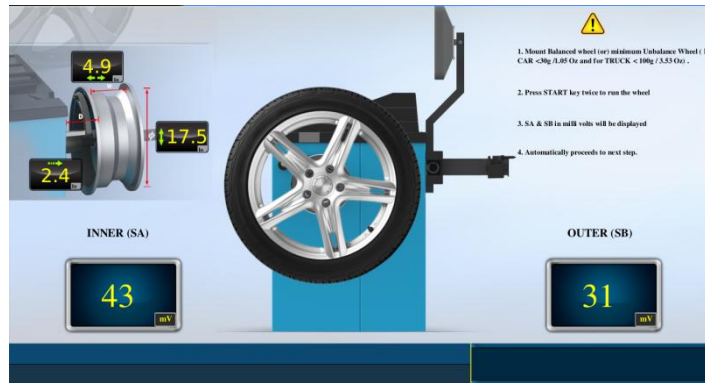 4.9
In
D
17.5
In
2.4
In
1. Mount Balanced wheel (or) minimum Unbalance Wheel (
CAR <30g /1.05 Oz and for TRUCK < 100g / 3.53 Oz) .
2. Press START key twice to run the wheel
3. SA & SB in milli volts will be displayed
4. Automatically proceeds to next step.
INNER (SA)
43
mV
OUTER (SB)
31
mV